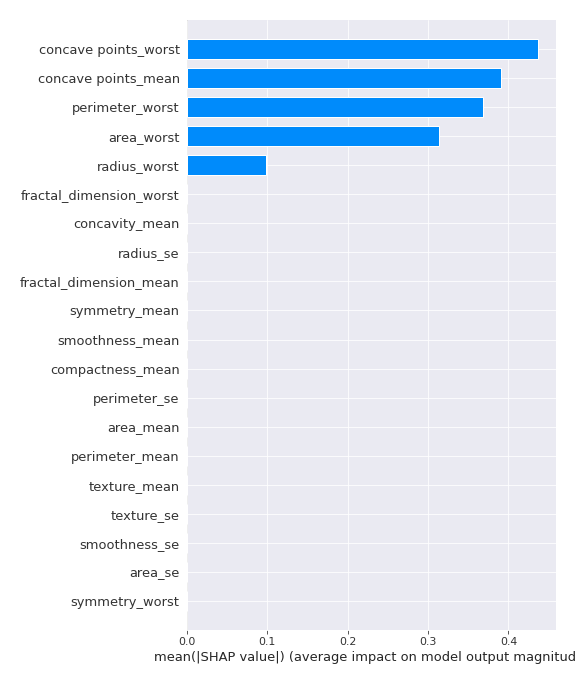 concave points_worst
concave points_mean
perimeter_worst
area_worst
radius_worst
fractal_dimension_worst
concavity_mean
radius_se
fractal_dimension_mean
symmetry_mean
smoothness_mean
compactness_mean
perimeter_se
area_mean
perimeter_mean
texture_mean
texture_se
smoothness_se
area_se
symmetry_worst
0.0 0.1 0.2 0.3 0.4
mean(|SHAP value|) (average impact on model output magnitud